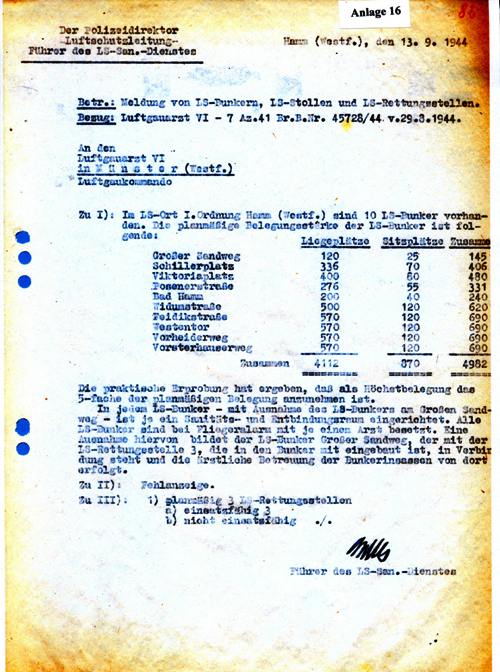 Anlage 16
86
Der Polizeidirektor
-Luftschutzleitung-
Führer des LS-San.-Dienstes
Hamm (Westf.), den 13. 9. 1944
Betr.: Meldung von LS-Bunkern, LS-Stollen und LS-Rettungsstellen.
Bezug: Luftgauarzt VI - 7 Az.41 Br.B.Nr. 45728/44 v.29.8.1944.
An den
Luftgauarzt VI
in Münster (Westf.)
Luftgaukommando
Zu I): Im LS-Ort I.Ordnung Hamm (Westf.) sind 10 LS-Bunker vorhan-
den. Die planmäßige Belegungsstärke der LS-Bunker ist fol-
gende:
Liegeplätze Sitzplätze Zusamme
Großer Sandweg 120 25 145
Schillerplatz 336 70 406
Viktoriaplatz 400 80 480
Posenerstraße 276 55 331
Bad Hamm 200 40 240
Widumstraße 500 120 620
Feidikstraße 570 120 690
Westentor 570 120 690
Vorheiderweg 570 120 690
Vorsterhauserweg 570 120 690
Zusammen 4112 870 4982
Die praktische Erprobung hat ergeben, daß als Höchstbelegung das
5-fache der planmäßigen Belegung anzunehmen ist.
In jedem LS-Bunker - mit Ausnahme des LS-Bunkers am Großen Sand-
weg - ist je ein Sanitäts- und Entbindungsraum eingerichtet. Alle
LS-Bunker sind bei Fliegeralarm mit je einem Arzt besetzt. Eine
Ausnahme hiervon bildet der LS-Bunker Großer Sandweg, der mit der
LS-Rettungsstelle 3, die in den Bunker mit eingebaut ist, in Verbin
dung steht und die ärztliche Betreuung der Bunkerinsassen von dort
erfolgt.
Zu II): Fehlanzeige.
Zu III): 1) planmäßig 3 LS-Rettungsstellen
a) einsatzfähig 3
b) nicht einsatzfähig ./.
Führer des LS-San.-Dienstes